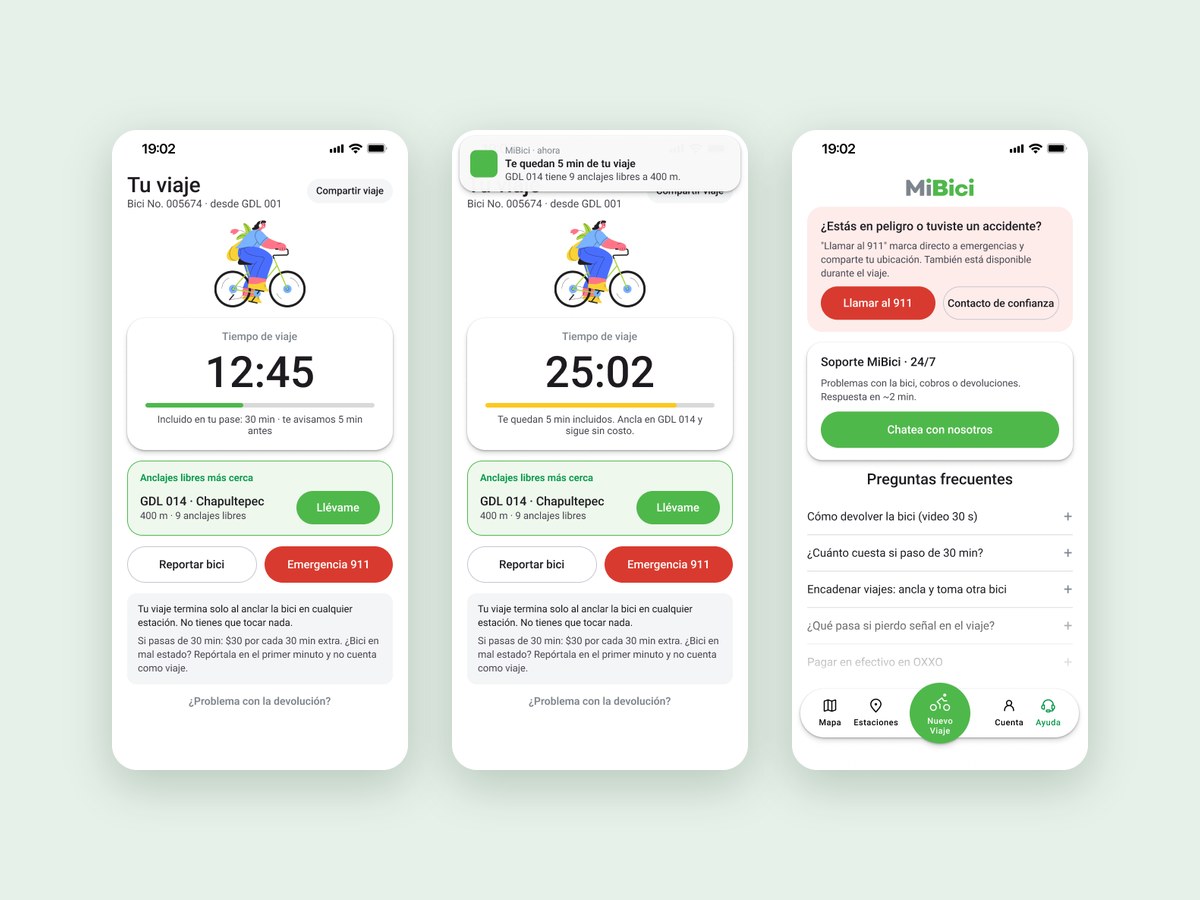 19:02
Tu viaje
Compartir viaje
Bici No. 005674 · desde GDL 001
Tiempo de viaje
12:45
Incluido en tu pase: 30 min · te avisamos 5 min
antes
Anclajes libres más cerca
GDL 014 · Chapultepec
400 m · 9 anclajes libres
Llévame
Reportar bici
Emergencia 911
Tu viaje termina solo al anclar la bici en cualquier
estación. No tienes que tocar nada.
Si pasas de 30 min: $30 por cada 30 min extra. ¿Bici en
mal estado? Repórtala en el primer minuto y no cuenta
como viaje.
¿Problema con la devolución?
MiBici · ahora
Te quedan 5 min de tu viaje
GDL 014 tiene 9 anclajes libres a 400 m.
Tu viaje
Compartir viaje
Bici No. 005674 · desde GDL 001
Tiempo de viaje
25:02
Te quedan 5 min incluidos. Ancla en GDL 014 y
sigue sin costo.
Anclajes libres más cerca
GDL 014 · Chapultepec
400 m · 9 anclajes libres
Llévame
Reportar bici
Emergencia 911
Tu viaje termina solo al anclar la bici en cualquier
estación. No tienes que tocar nada.
Si pasas de 30 min: $30 por cada 30 min extra. ¿Bici en
mal estado? Repórtala en el primer minuto y no cuenta
como viaje.
¿Problema con la devolución?
19:02
MiBici
¿Estás en peligro o tuviste un accidente?
"Llamar al 911" marca directo a emergencias y
comparte tu ubicación. También está disponible
durante el viaje.
Llamar al 911
Contacto de confianza
Soporte MiBici · 24/7
Problemas con la bici, cobros o devoluciones.
Respuesta en ~2 min.
Chatea con nosotros
Preguntas frecuentes
Cómo devolver la bici (video 30 s)
¿Cuánto cuesta si paso de 30 min?
Encadenar viajes: ancla y toma otra bici
¿Qué pasa si pierdo señal en el viaje?
Pagar en efectivo en OXXO
Mapa
Estaciones
Nuevo
Viaje
Cuenta
Ayuda